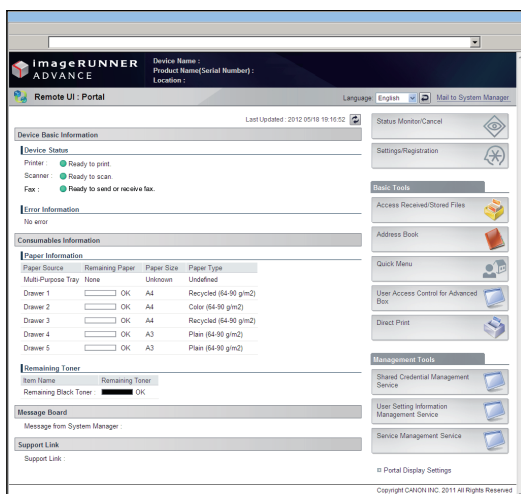 imageRUNNER
ADVANCE
Device Name :
Product Name(Serial Number) :
Location :
Remote UI : Portal
Language English Mail to System Manager
Last Updated : 2012 05/18 19:16:52
Device Basic Information
Device Status
Printer : Ready to print.
Scanner : Ready to scan.
Fax : Ready to send or receive fax.
Error Information
No error
Consumables Information
Paper Information
Paper Source Remaining Paper Paper Size Paper Type
Multi-Purpose Tray None Unknown Undefined
Drawer 1 OK A4 Recycled (64-90 g/m2)
Drawer 2 OK A4 Color (64-90 g/m2)
Drawer 3 OK A4 Recycled (64-90 g/m2)
Drawer 4 OK A3 Plain (64-90 g/m2)
Drawer 5 OK A3 Plain (64-90 g/m2)
Remaining Toner
Item Name Remaining Toner
Remaining Black Toner : OK
Message Board
Message from System Manager :
Support Link
Support Link :
Status Monitor/Cancel
Settings/Registration
Basic Tools
Access Received/Stored Files
Address Book
Quick Menu
User Access Control for Advanced
Box
Direct Print
Management Tools
Shared Credential Management
Service
User Setting Information
Management Service
Service Management Service
Portal Display Settings
Copyright CANON INC. 2011 All Rights Reserved